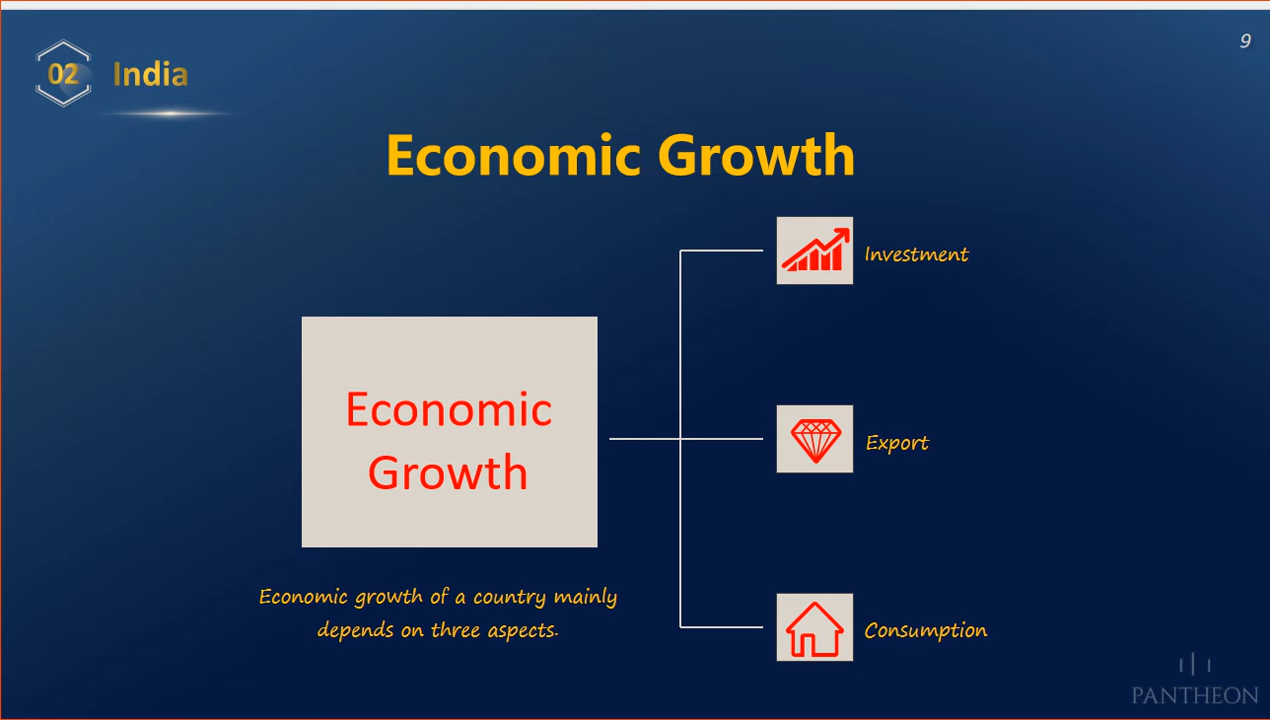 9
02 India
Economic Growth
Investment
Economic
Growth
Export
Economic growth of a country mainly
depends on three aspects.
Consumption
PANTHEON